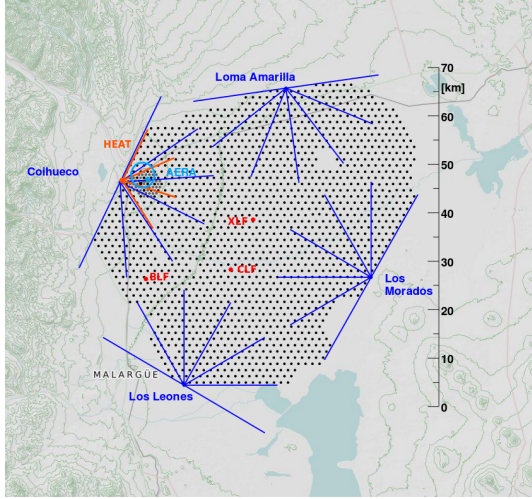 70
Loma Amarilla
[km]
60
HEAT
50
Coihueco
AERA
40
XLF
30
BLF
CLF
Los
Morados
20
10
MALARGÜE
Los Leones
0